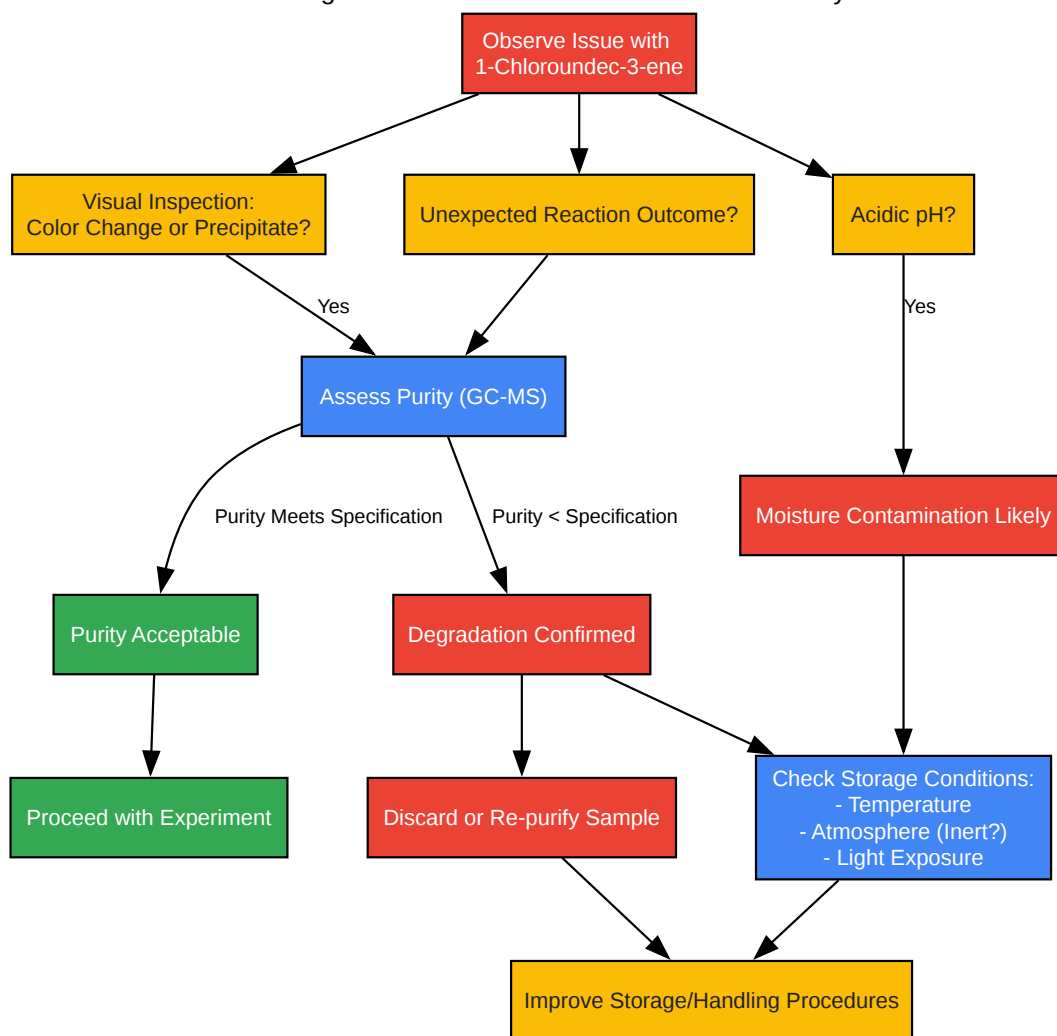 Observe Issue with
1-Chloroundec-3-ene
Visual Inspection:
Color Change or Precipitate?
Unexpected Reaction Outcome?
Acidic pH?
Yes
Yes
Assess Purity (GC-MS)
Purity Meets Specification
Purity < Specification
Moisture Contamination Likely
Purity Acceptable
Degradation Confirmed
Proceed with Experiment
Discard or Re-purify Sample
Check Storage Conditions:
- Temperature
- Atmosphere (Inert?)
- Light Exposure
Improve Storage/Handling Procedures